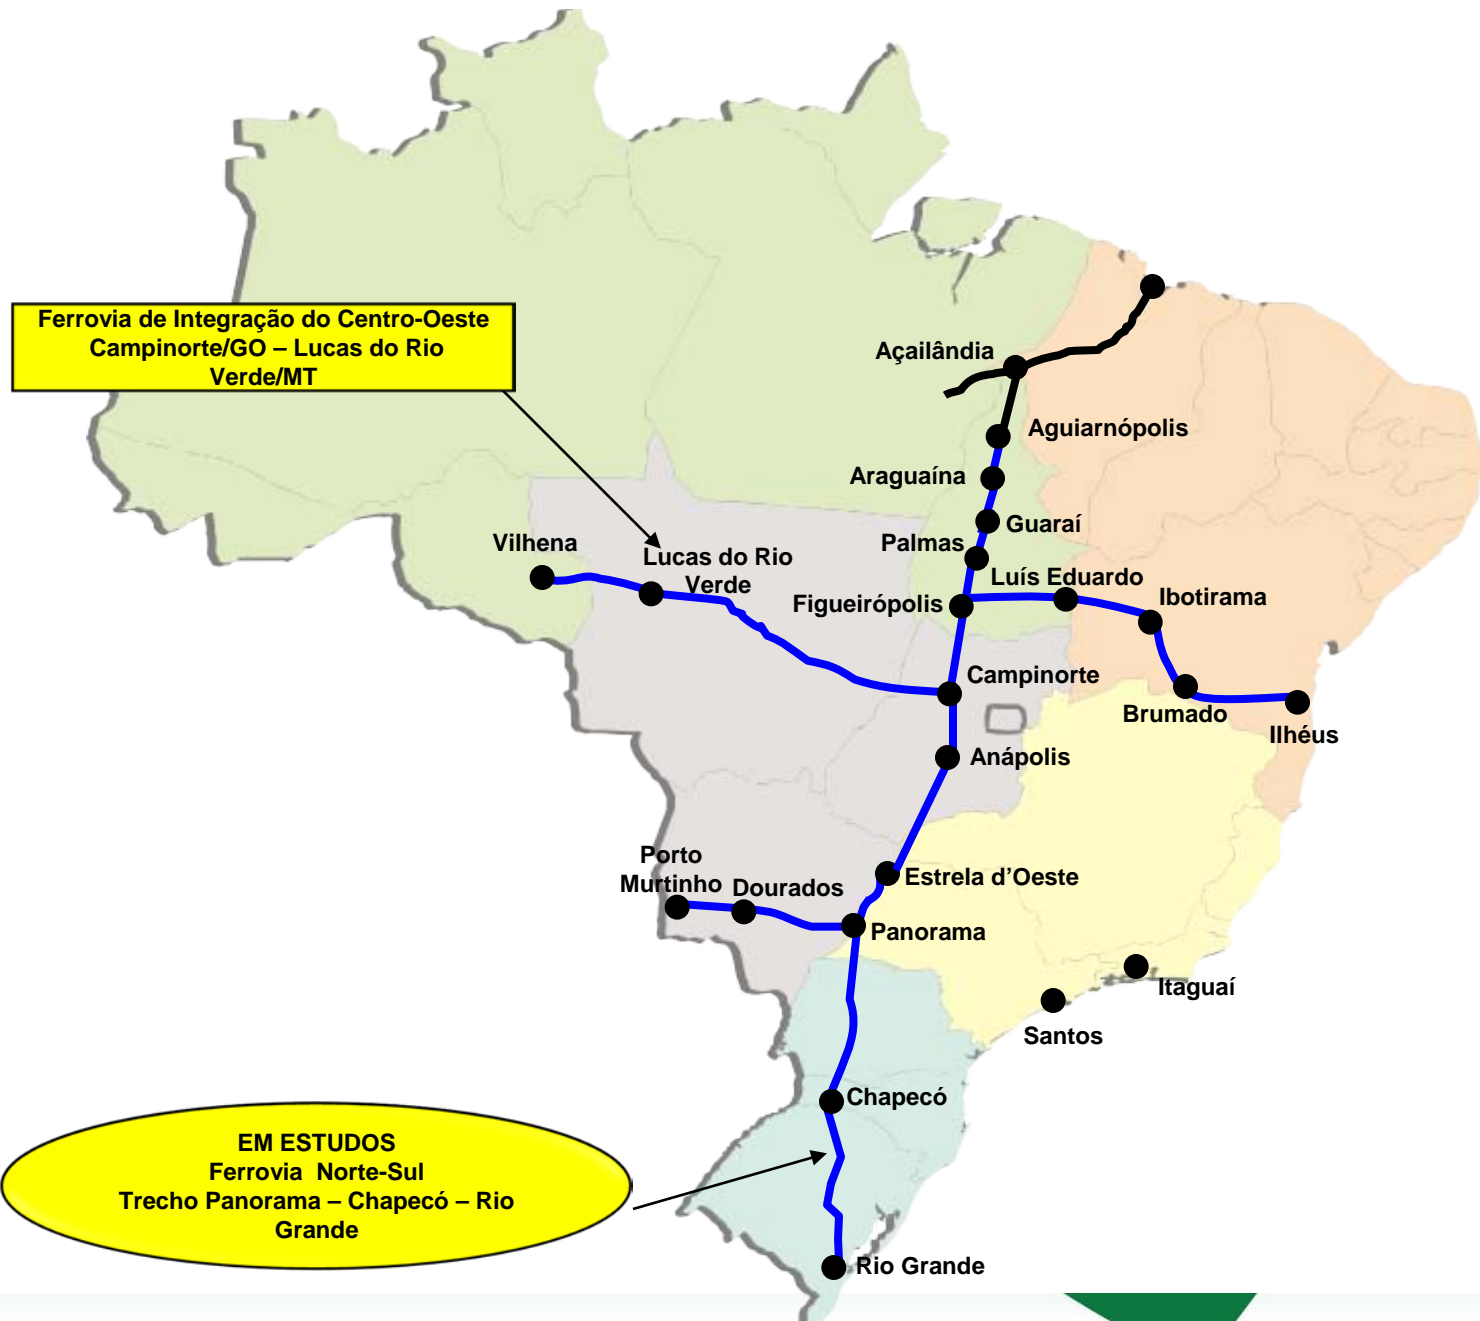 Ferrovia de Integração do Centro-Oeste
Campinorte/GO – Lucas do Rio
Verde/MT
Açailândia
Aguiarnópolis
Araguaína
Guaraí
Palmas
Vilhena
Lucas do Rio
Verde
Luís Eduardo
Ibotirama
Figueirópolis
Campinorte
Brumado
Ilhéus
Anápolis
Porto
Murtinho
Dourados
Estrela d’Oeste
Panorama
Itaguaí
Santos
Chapecó
EM ESTUDOS
Ferrovia  Norte-Sul
Trecho Panorama – Chapecó – Rio
Grande
Rio Grande